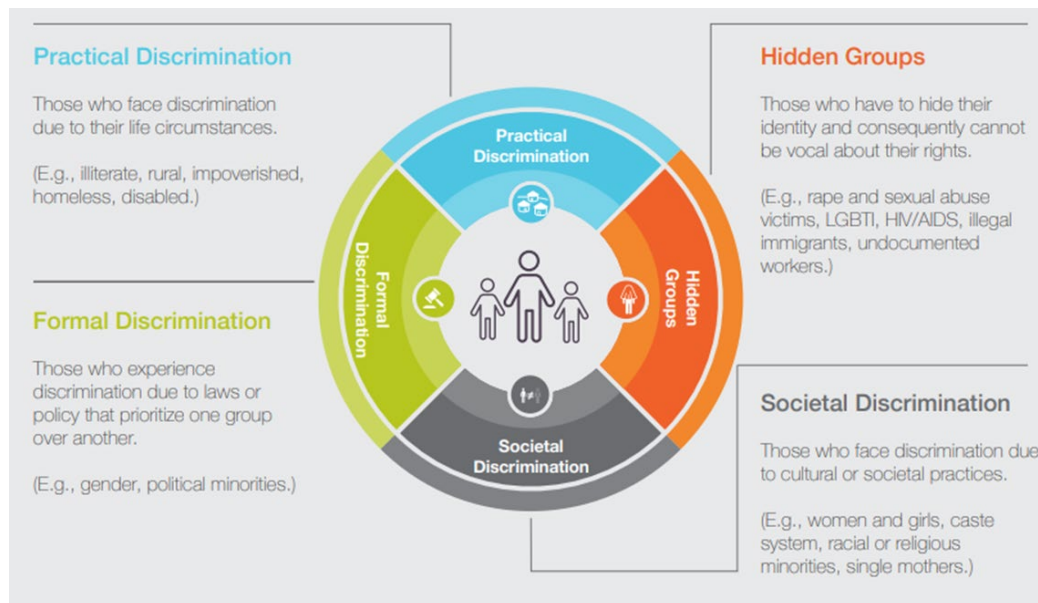 Practical Discrimination
Those who face discrimination
due to their life circumstances.
(E.g., illiterate, rural, impoverished,
homeless, disabled.)
Formal Discrimination
Those who experience
discrimination due to laws or
policy that prioritize one group
over another.
(E.g., gender, political minorities.)
Practical
Discrimination
Formal
Discrimination
Hidden
Groups
Societal
Discrimination
Hidden Groups
Those who have to hide their
identity and consequently cannot
be vocal about their rights.
(E.g., rape and sexual abuse
victims, LGBTI, HIV/AIDS, illegal
immigrants, undocumented
workers.)
Societal Discrimination
Those who face discrimination due
to cultural or societal practices.
(E.g., women and girls, caste
system, racial or religious
minorities, single mothers.)